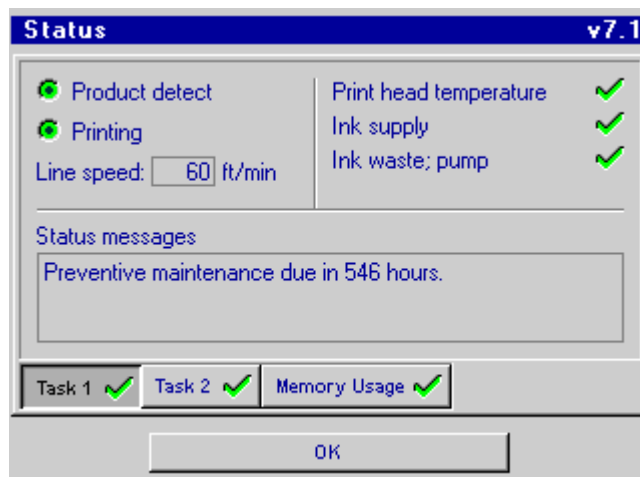 Status v7.1
Product detect
Printing
Line speed: 60 ft/min
Print head temperature
Ink supply
Ink waste; pump
Status messages
Preventive maintenance due in 546 hours.
Task 1 Task 2 Memory Usage
OK